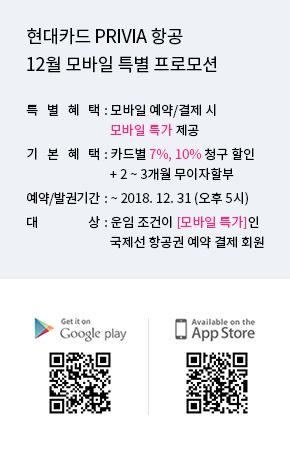 현대카드 PRIVIA 항공
12월 모바일 특별 프로모션
특 별 혜 택 : 모바일 예약/결제 시
모바일 특가 제공
기 본 혜 택 : 카드별 7%, 10% 청구 할인
+ 2 ~ 3개월 무이자할부
예약/발권기간 : ~ 2018. 12. 31 (오후 5시)
대 상 : 운임 조건이 [모바일 특가]인
국제선 항공권 예약 결제 회원
Get it on
Google play
Available on the
App Store